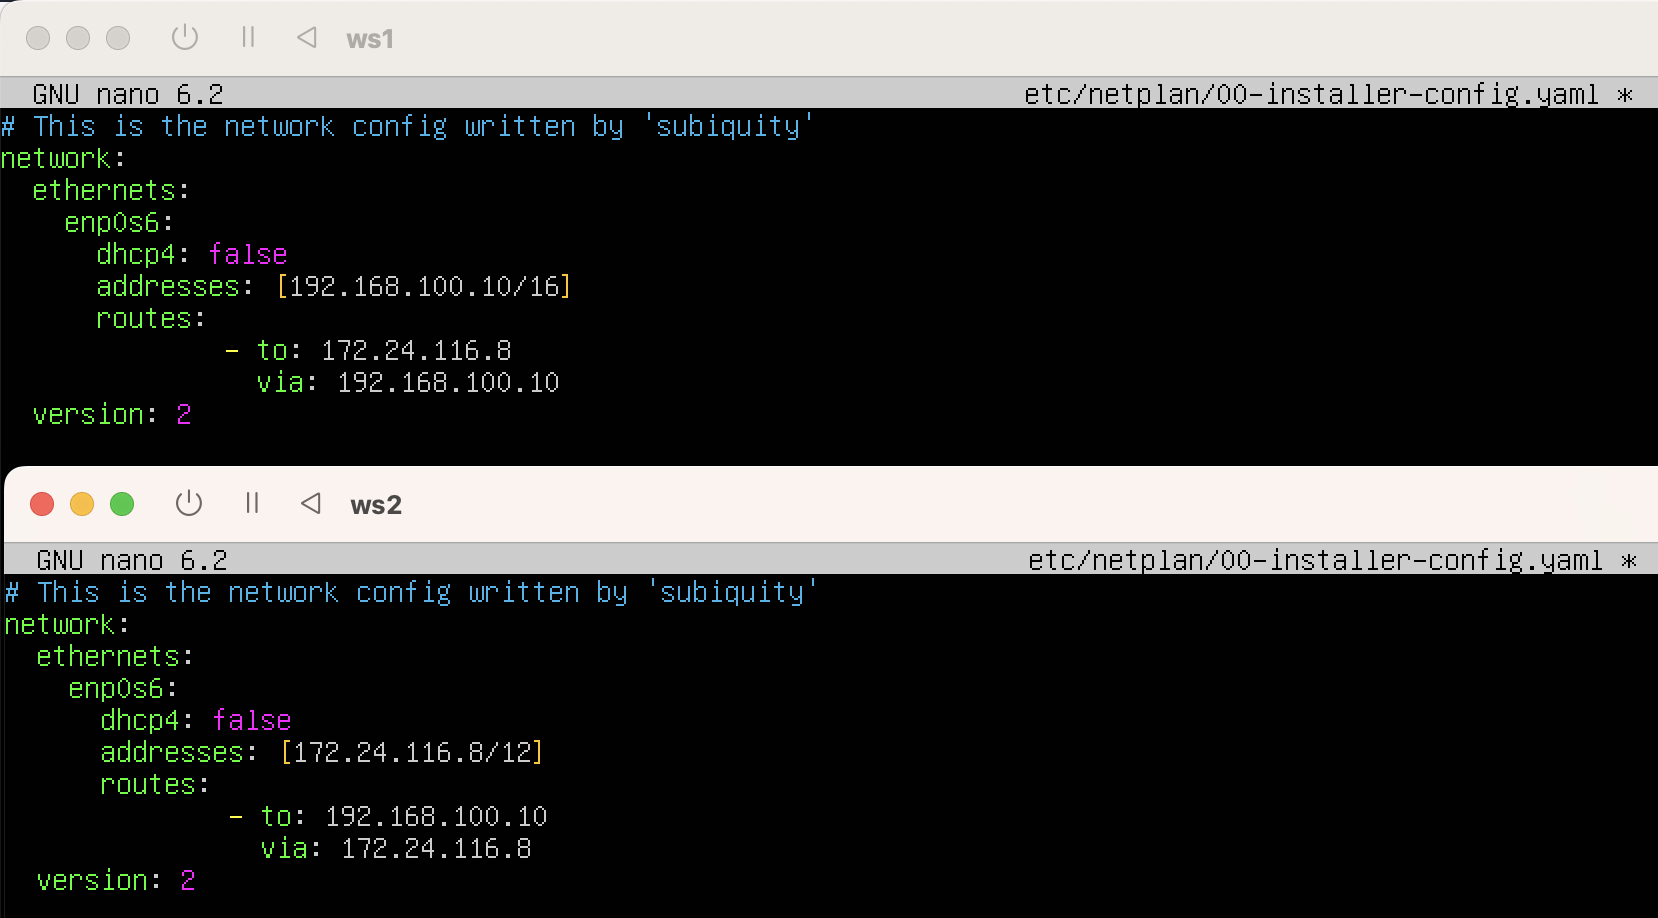 ws1
GNU nano 6.2 etc/netplan/00-installer-config.yaml *
# This is the network config written by 'subiquity'
network:
  ethernets:
    enp0s6:
      dhcp4: false
      addresses: [192.168.100.10/16]
      routes:
              - to: 172.24.116.8
                via: 192.168.100.10
  version: 2
ws2
GNU nano 6.2 etc/netplan/00-installer-config.yaml *
# This is the network config written by 'subiquity'
network:
  ethernets:
    enp0s6:
      dhcp4: false
      addresses: [172.24.116.8/12]
      routes:
              - to: 192.168.100.10
                via: 172.24.116.8
  version: 2